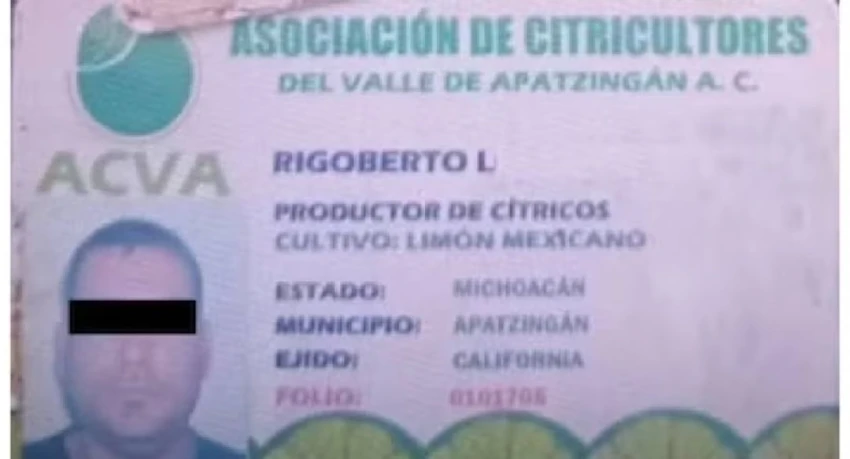 ASOCIACIÓN DE CITRICULTORES
DEL VALLE DE APATZINGÁN A. C.
ACVA
RIGOBERTO L
PRODUCTOR DE CÍTRICOS
CULTIVO: LIMÓN MEXICANO
ESTADO: MICHOACÁN
MUNICIPIO: APATZINGÁN
EJIDO: CALIFORNIA
FOLIO: 0101705